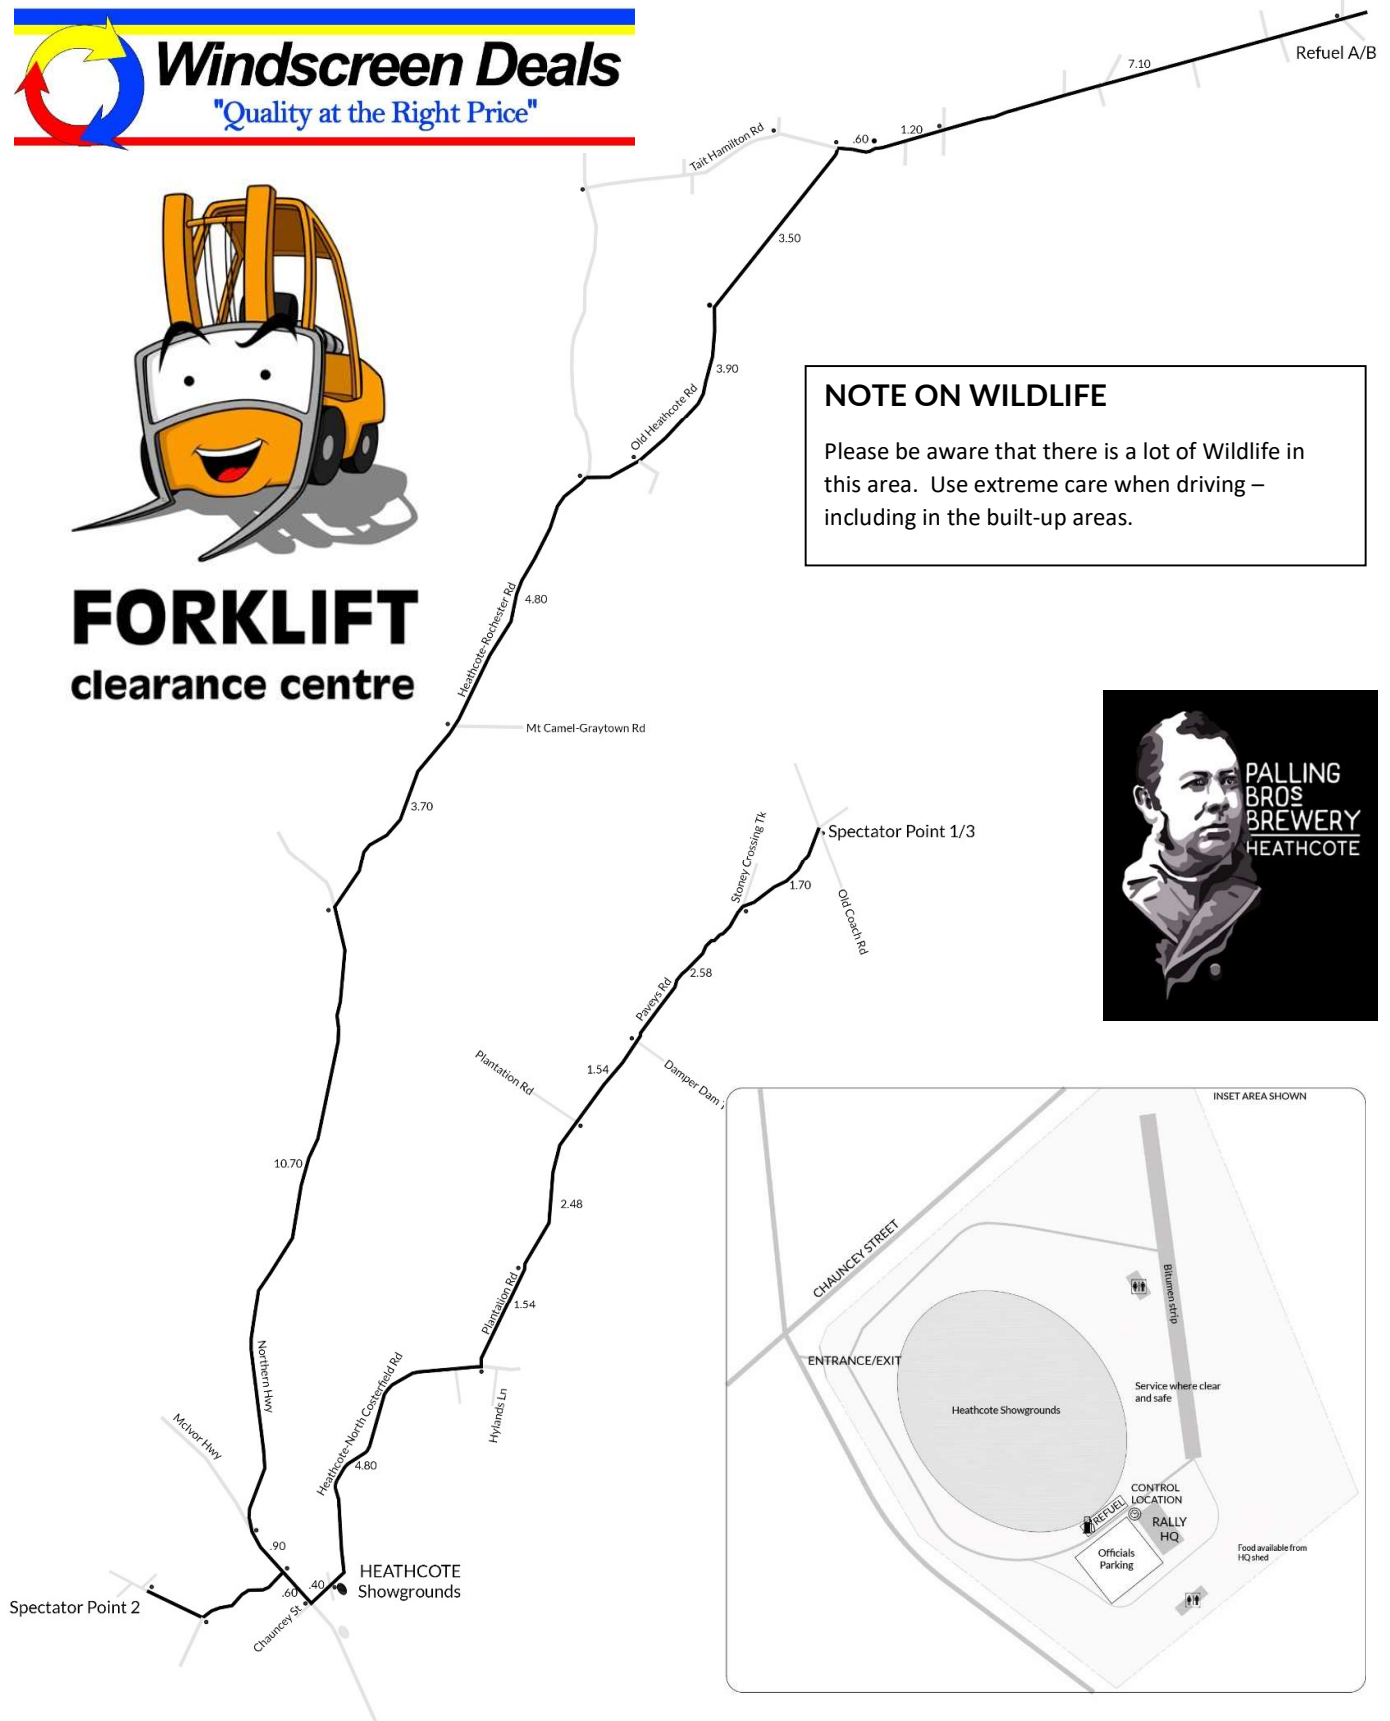 Windscreen Deals
"Quality at the Right Price"
Refuel A/B
7.10
1.20
.60
Tait Hamilton Rd
3.50
3.90
Old Heathcote Rd
NOTE ON WILDLIFE
Please be aware that there is a lot of Wildlife in
this area. Use extreme care when driving –
including in the built-up areas.
4.80
Heathcote-Rochester Rd
FORKLIFT
clearance centre
Mt Camel-Graytown Rd
3.70
PALLING
BROS
BREWERY
HEATHCOTE
Stoney Crossing Tk
Spectator Point 1/3
1.70
Old Coach Rd
2.58
Paveys Rd
Plantation Rd
1.54
Damper Dam
10.70
2.48
Plantation Rd
1.54
Northern Hwy
Heathcote-North Costerfield Rd
Hylands Ln
McIvor Hwy
4.80
.90
.60
.40
HEATHCOTE
Showgrounds
Spectator Point 2
Chauncey St
INSET AREA SHOWN
CHAUNCEY STREET
Bitumen strip
ENTRANCE/EXIT
Service where clear
and safe
Heathcote Showgrounds
CONTROL
LOCATION
REFUEL
RALLY
HQ
Officials
Parking
Food available from
HQ shed